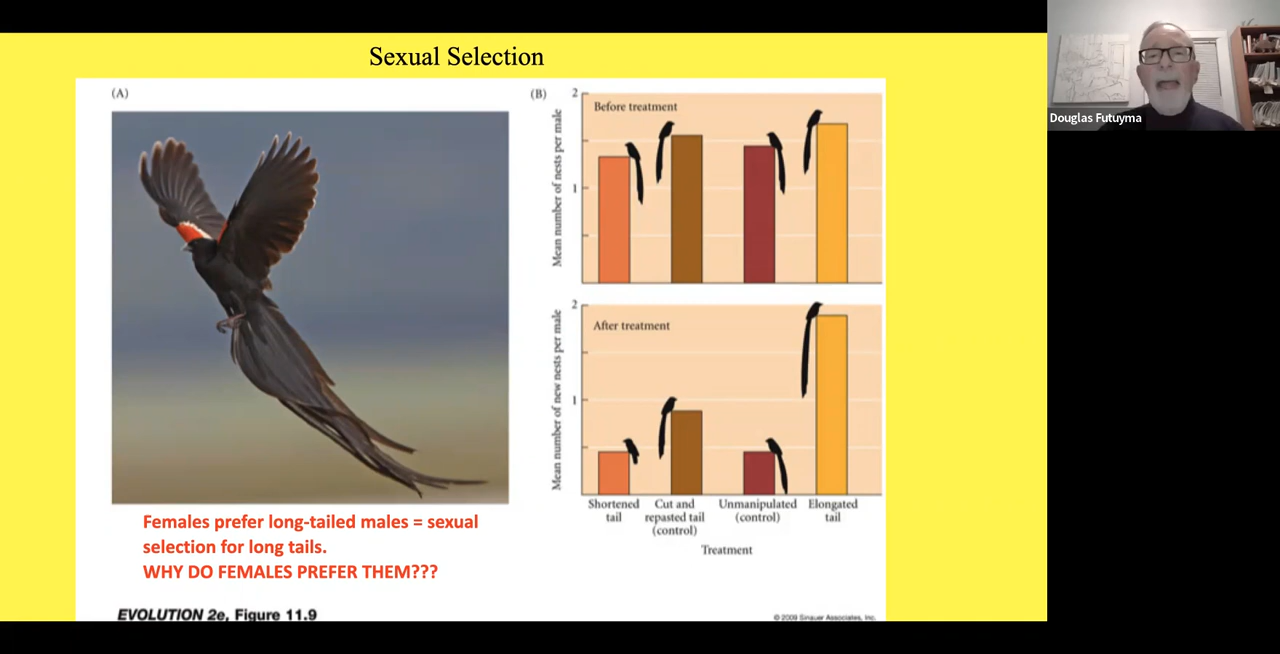 Sexual Selection
Douglas Futuyma
(A)
(B)
2
Before treatment
1
Mean number of nests per male
2
After treatment
1
Mean number of new nests per male
Shortened tail
Cut and repasted tail (control)
Unmanipulated (control)
Elongated tail
Treatment
Females prefer long-tailed males = sexual
selection for long tails.
WHY DO FEMALES PREFER THEM???
EVOLUTION 2e, Figure 11.9
© 2009 Sinauer Associates, Inc.